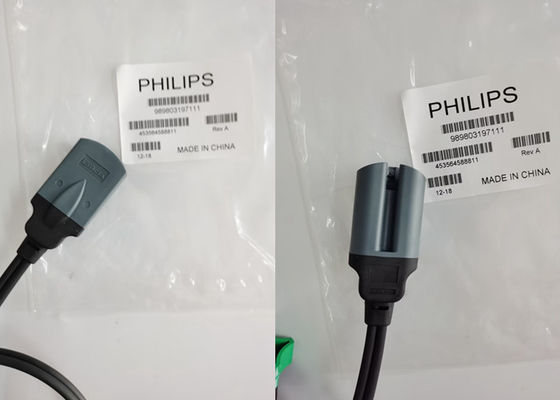 PHILIPS
989803197111
453564588811
Rev A
12-18
MADE IN CHINA
PHILIPS
989803197111
453564588811
Rev A
12-18
MADE IN CHINA